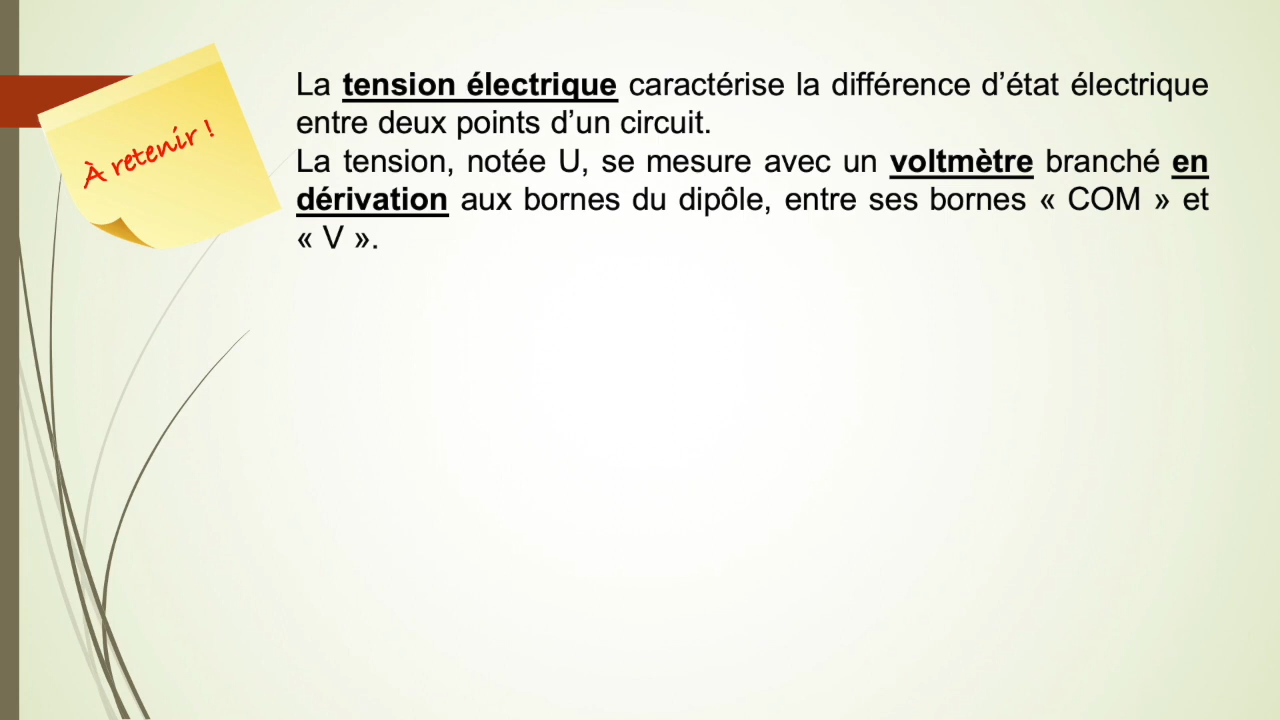 À retenir !
La tension électrique caractérise la différence d’état électrique
entre deux points d’un circuit.
La tension, notée U, se mesure avec un voltmètre branché en
dérivation aux bornes du dipôle, entre ses bornes « COM » et
« V ».